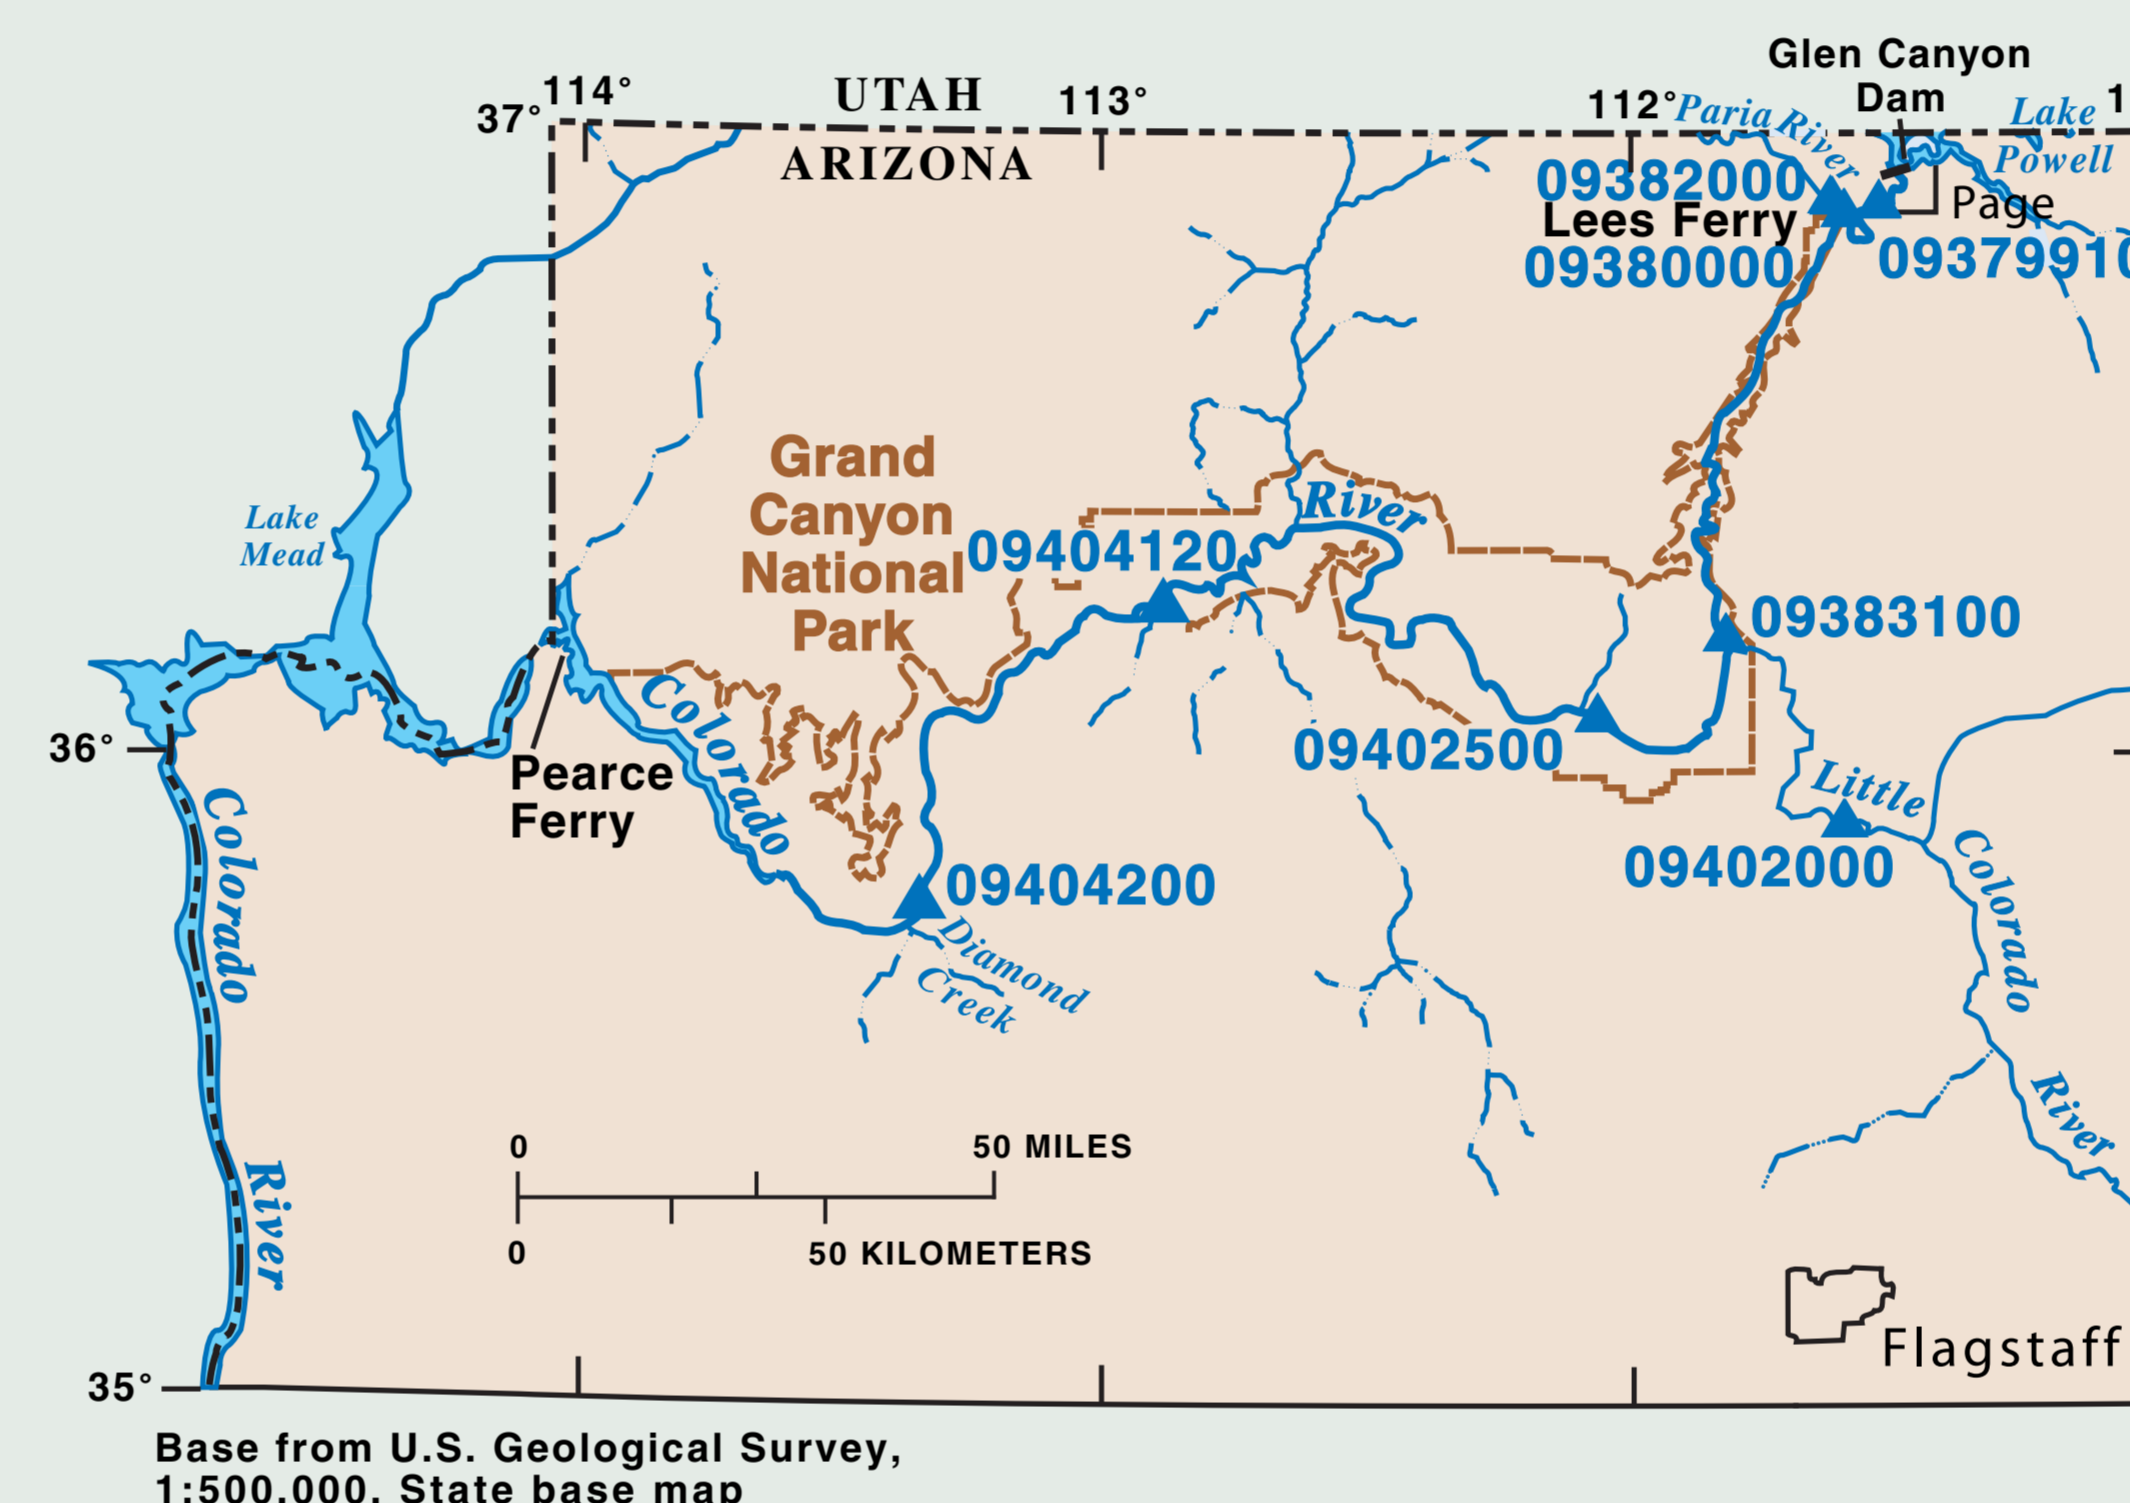 Glen Canyon
Dam
114°
UTAH
113°
112°
Paria River
Lake
Powell
1
37°
ARIZONA
09382000
Lees Ferry
09380000
Page
09379910
Grand
Canyon
National
Park
River
Lake
Mead
09404120
09383100
Colorado
36°
Pearce
Ferry
09402500
Little
Colorado
River
09402000
Colorado
River
09404200
Diamond
Creek
0
50 MILES
0
50 KILOMETERS
Flagstaff
35°
Base from U.S. Geological Survey,
1:500,000, State base map